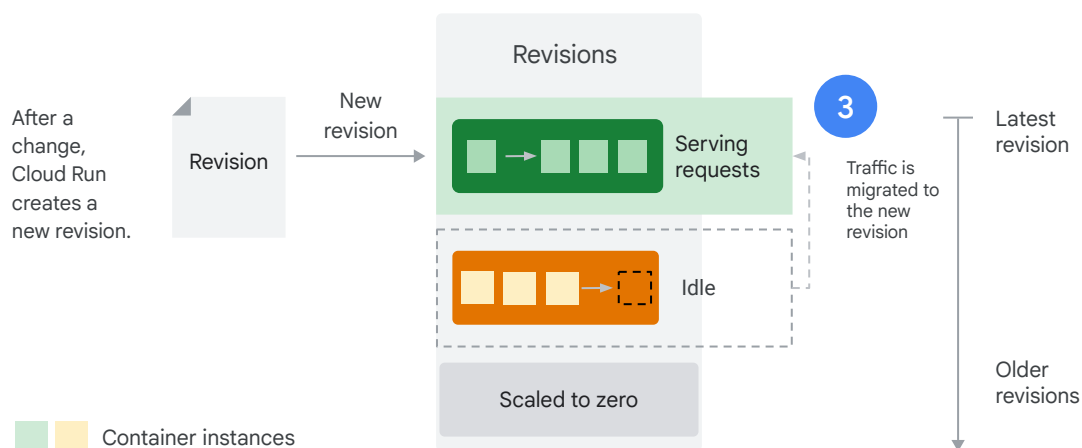 Revisions
After a
change,
Cloud Run
creates a
new revision.
Revision
New
revision
Serving
requests
3
Traffic is
migrated to
the new
revision
Latest
revision
Idle
Scaled to zero
Older
revisions
Container instances